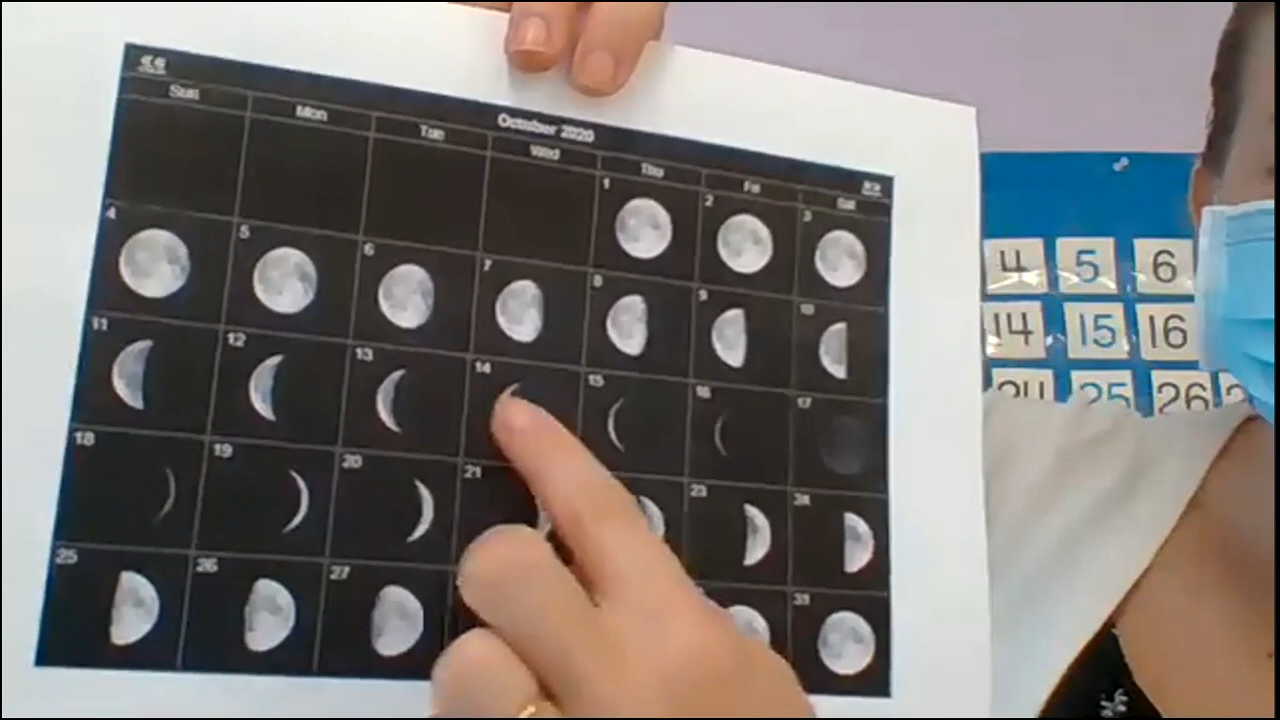 October 2020
Sun Mon Tue Wed Thu Fri Sat
1 2 3
4 5 6 7 8 9 10
11 12 13 14 15 16 17
18 19 20 21 23 24
25 26 27 31
4 5 6
14 15 16
24 25 26 2